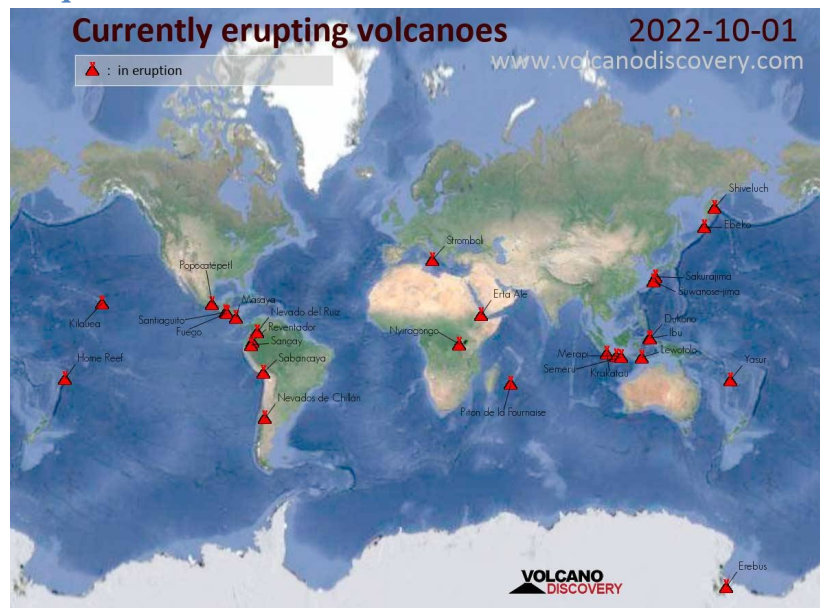 Currently erupting volcanoes
2022-10-01
www.volcanodiscovery.com
: in eruption
Shiveluch
Ebeko
Stromboli
Popocatépetl
Sakurajima
Suwanose-jima
Masaya
Erta Ale
Nevado del Ruiz
Santiaguito
Kilauea
Fuego
Reventador
Dukono
Ibu
Nyiragongo
Sangay
Lewotolo
Merapi
Home Reef
Sabancaya
Semeru
Krakatau
Yasur
Nevados de Chillán
Piton de la Fournaise
Erebus
VOLCANO
DISCOVERY